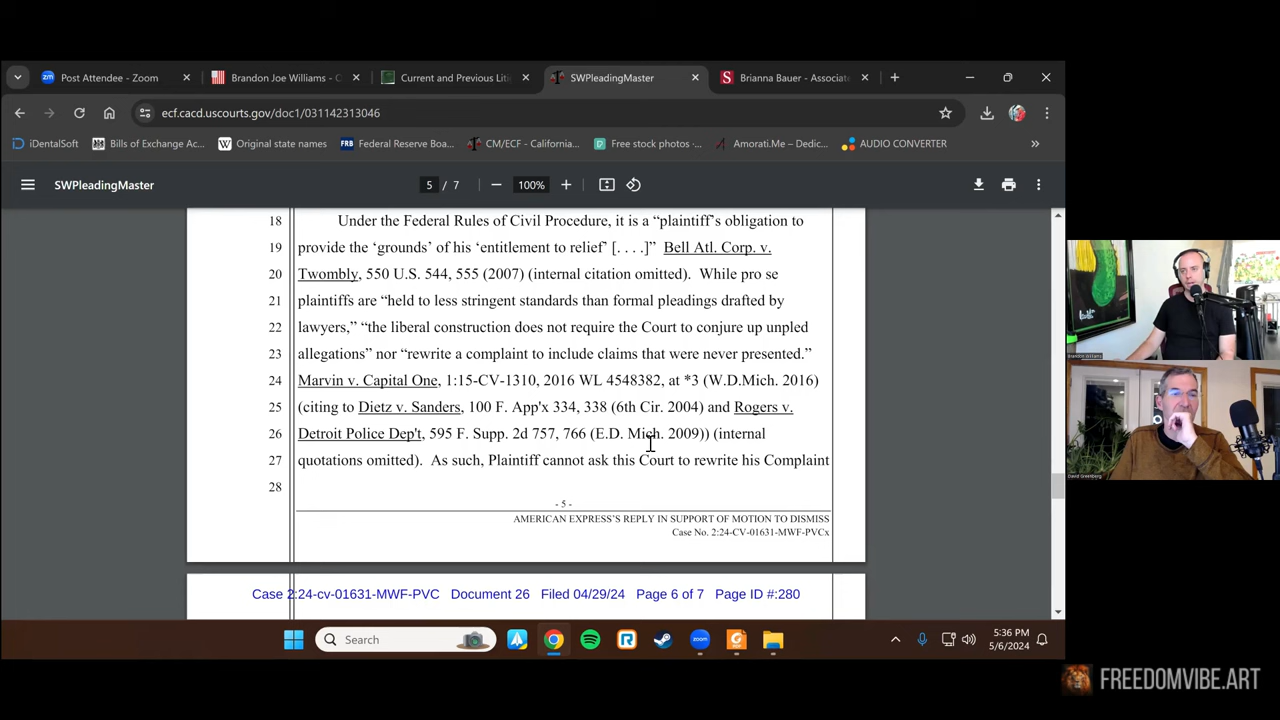 Post Attendee - Zoom
Brandon Joe Williams - C
Current and Previous Liti
SWPleadingMaster
Brianna Bauer - Associat
ecf.cacd.uscourts.gov/doc1/031142313046
iDentalSoft
Bills of Exchange Ac...
Original state names
FRB
Federal Reserve Boa...
CM/ECF - California...
Free stock photos ·...
Amorati.Me – Dedic...
AUDIO CONVERTER
SWPleadingMaster
5 / 7
100%
18 Under the Federal Rules of Civil Procedure, it is a “plaintiff’s obligation to
19 provide the ‘grounds’ of his ‘entitlement to relief’ [. . . .]” Bell Atl. Corp. v.
20 Twombly, 550 U.S. 544, 555 (2007) (internal citation omitted). While pro se
21 plaintiffs are “held to less stringent standards than formal pleadings drafted by
22 lawyers,” “the liberal construction does not require the Court to conjure up unpled
23 allegations” nor “rewrite a complaint to include claims that were never presented.”
24 Marvin v. Capital One, 1:15-CV-1310, 2016 WL 4548382, at *3 (W.D.Mich. 2016)
25 (citing to Dietz v. Sanders, 100 F. App'x 334, 338 (6th Cir. 2004) and Rogers v.
26 Detroit Police Dep't, 595 F. Supp. 2d 757, 766 (E.D. Mich. 2009)) (internal
27 quotations omitted). As such, Plaintiff cannot ask this Court to rewrite his Complaint
28
- 5 -
AMERICAN EXPRESS’S REPLY IN SUPPORT OF MOTION TO DISMISS
Case No. 2:24-CV-01631-MWF-PVCx
Case 2:24-cv-01631-MWF-PVC Document 26 Filed 04/29/24 Page 6 of 7 Page ID #:280
Brandon Williams
David Greenberg
Search
5:36 PM
5/6/2024
FREEDOMVIBE.ART